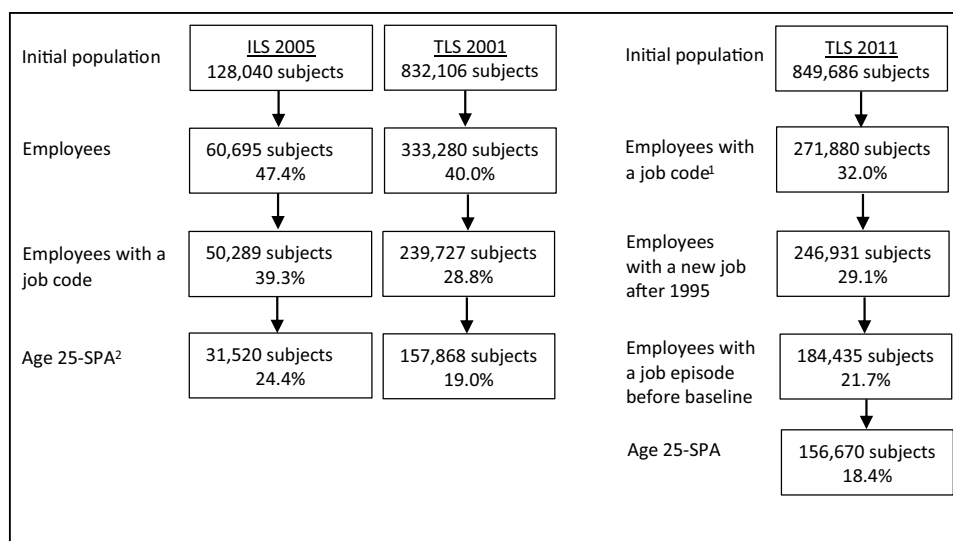 Initial population
ILS 2005
128,040 subjects
TLS 2001
832,106 subjects
Employees
60,695 subjects
47.4%
333,280 subjects
40.0%
Employees with a
job code
50,289 subjects
39.3%
239,727 subjects
28.8%
Age 25-SPA²
31,520 subjects
24.4%
157,868 subjects
19.0%
Initial population
TLS 2011
849,686 subjects
Employees with
a job code¹
271,880 subjects
32.0%
Employees
with a new job
after 1995
246,931 subjects
29.1%
Employees with
a job episode
before baseline
184,435 subjects
21.7%
Age 25-SPA
156,670 subjects
18.4%